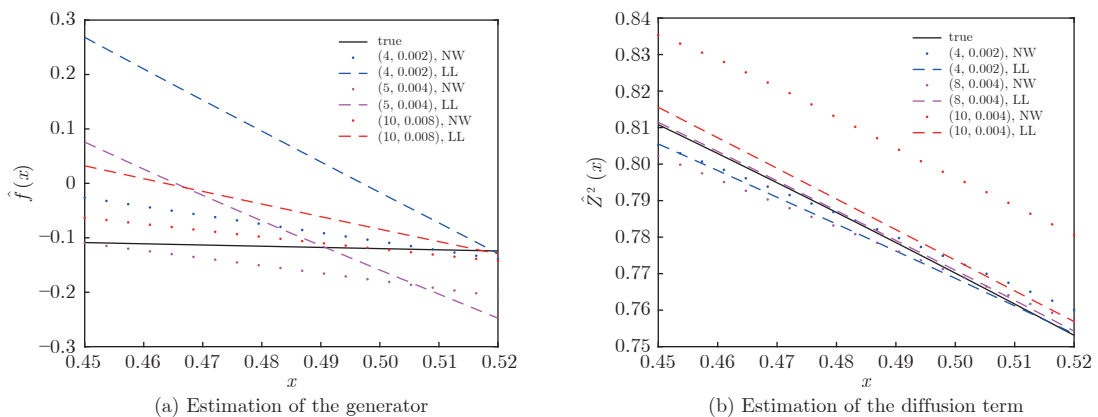 0.3
0.2
0.1
0
−0.1
−0.2
−0.3
f̂ (x)
0.45 0.46 0.47 0.48 0.49 0.50 0.51 0.52
x
true
(4, 0.002), NW
(4, 0.002), LL
(5, 0.004), NW
(5, 0.004), LL
(10, 0.008), NW
(10, 0.008), LL
(a) Estimation of the generator
0.84
0.83
0.82
0.81
0.80
0.79
0.78
0.77
0.76
0.75
Ẑ² (x)
0.45 0.46 0.47 0.48 0.49 0.50 0.51 0.52
x
true
(4, 0.002), NW
(4, 0.002), LL
(8, 0.004), NW
(8, 0.004), LL
(10, 0.004), NW
(10, 0.004), LL
(b) Estimation of the diffusion term